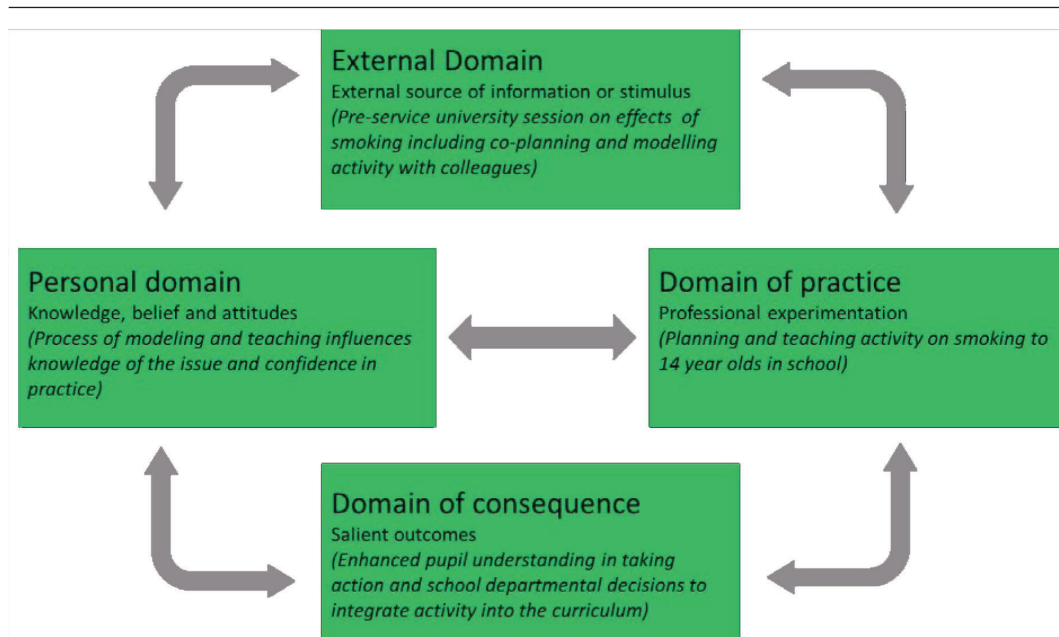 External Domain
External source of information or stimulus
(Pre-service university session on effects of
smoking including co-planning and modelling
activity with colleagues)
Personal domain
Knowledge, belief and attitudes
(Process of modeling and teaching influences
knowledge of the issue and confidence in
practice)
Domain of practice
Professional experimentation
(Planning and teaching activity on smoking to
14 year olds in school)
Domain of consequence
Salient outcomes
(Enhanced pupil understanding in taking
action and school departmental decisions to
integrate activity into the curriculum)